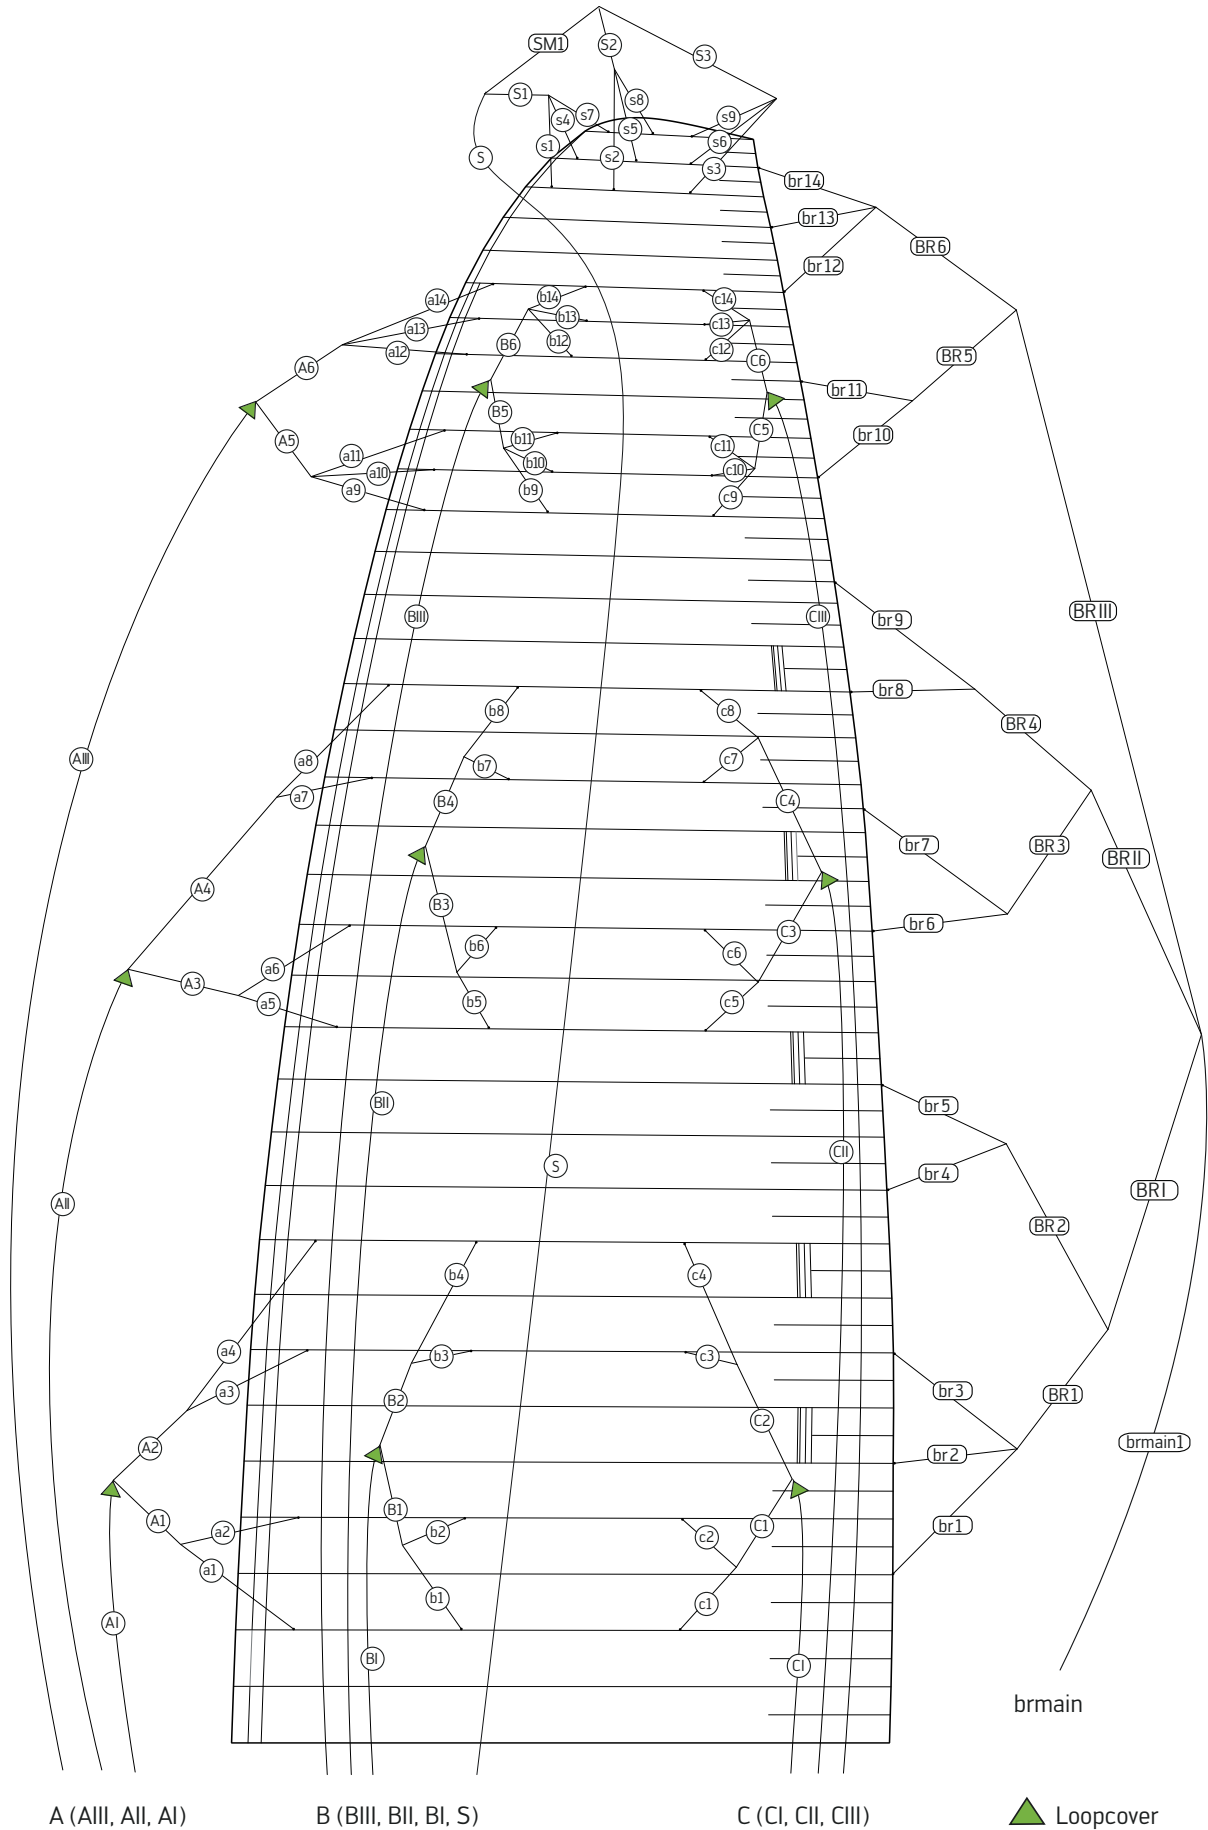 SM1
S2
S3
S1
s4
s7
s8
s5
s9
s6
s1
s2
s3
S
br14
br13
br12
BR6
a14
a13
a12
A6
b14
b13
b12
B6
c14
c13
c12
C6
BR5
br11
br10
A5
a11
a10
a9
B5
b11
b10
b9
C5
c11
c10
c9
BIII
CIII
br9
BRIII
br8
BR4
AIII
a8
a7
b8
b7
B4
c8
c7
C4
br7
BR3
BRII
A4
B3
b6
b5
C3
c6
c5
br6
A3
a6
a5
BII
br5
CII
br4
S
AII
BRI
BR2
b4
c4
a4
a3
b3
c3
br3
BR1
B2
C2
A2
br2
brmain1
A1
a2
a1
B1
b2
b1
C1
c2
c1
br1
AI
BI
CI
brmain
A (AIII, AII, AI)
B (BIII, BII, BI, S)
C (CI, CII, CIII)
Loopcover